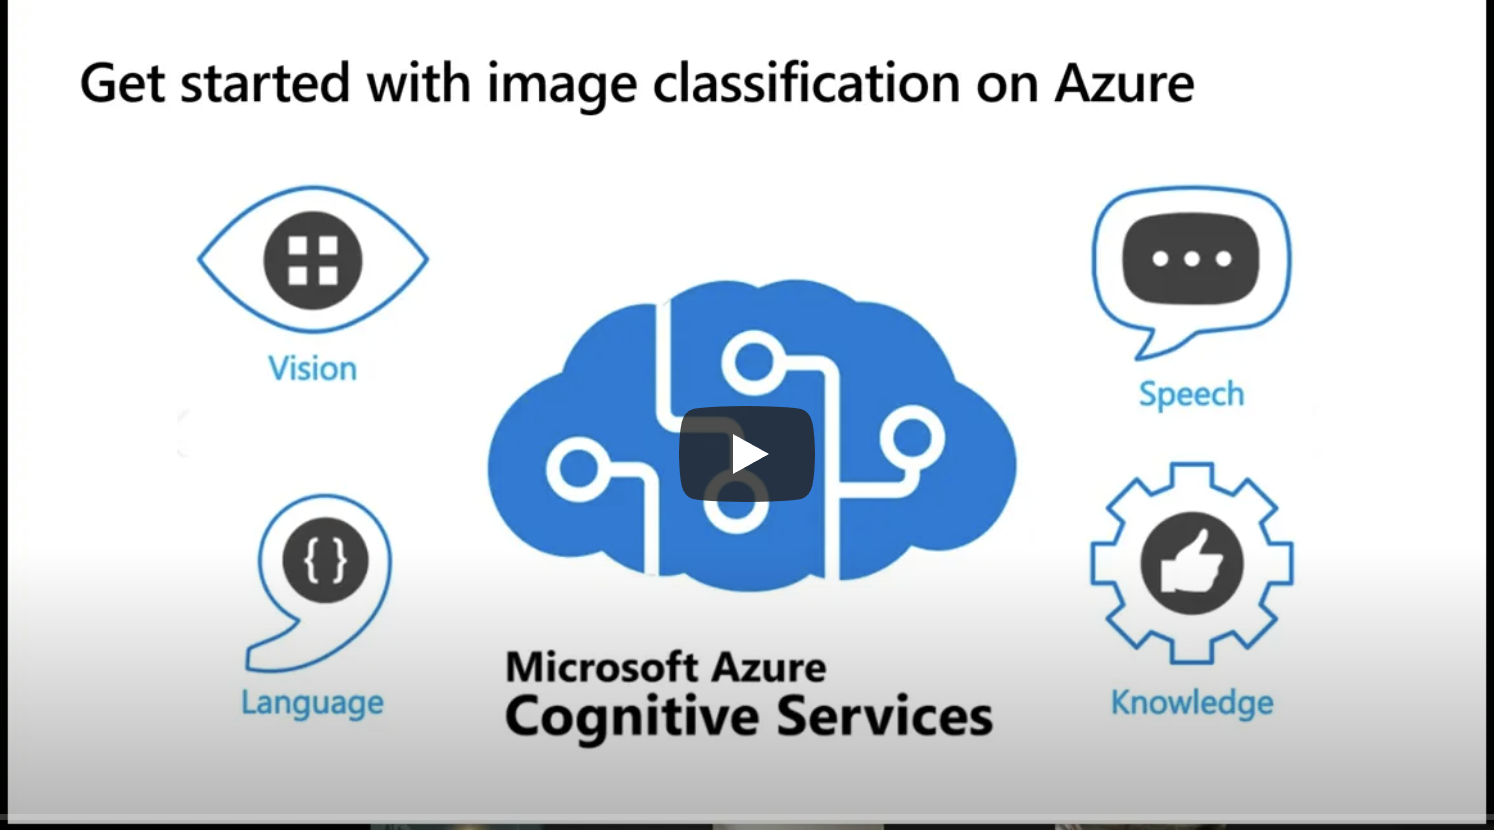 Get started with image classification on Azure
Vision
Speech
{ }
Language
Knowledge
Microsoft Azure
Cognitive Services